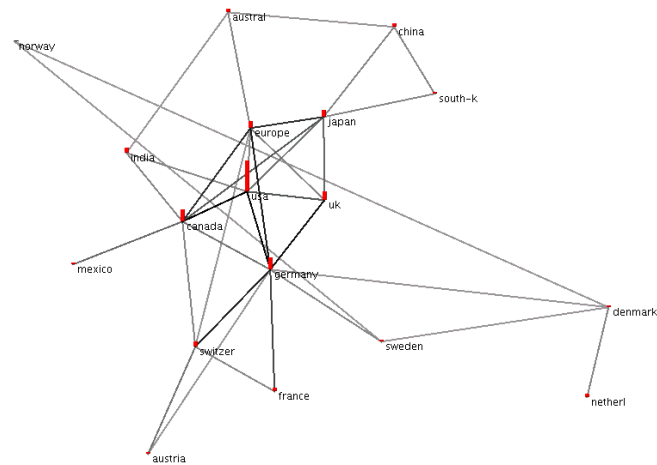 austral
china
norway
south-k
japan
europe
india
usa
uk
canada
mexico
germany
denmark
sweden
switzer
france
netherl
austria